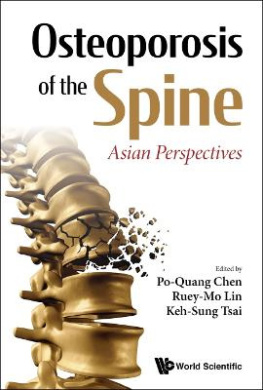 Osteoporosis
of the Spine
Asian Perspectives
Edited by
Po-Quang Chen
Ruey-Mo Lin
Keh-Sung Tsai
World Scientific